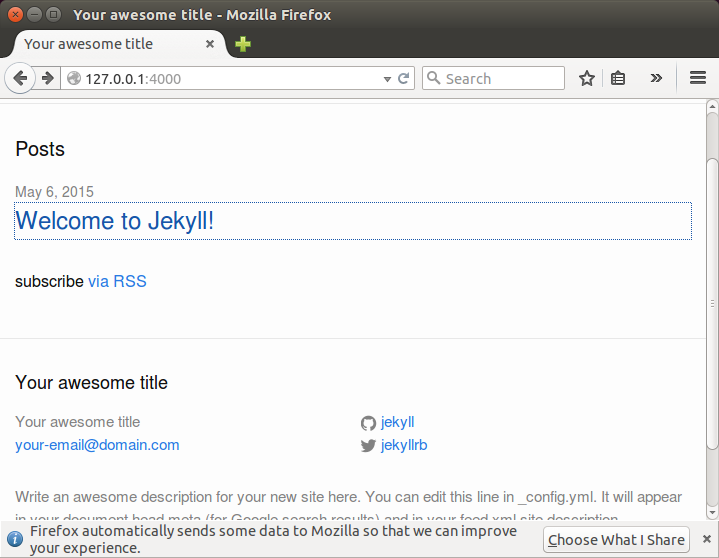 Your awesome title - Mozilla Firefox
Your awesome title
127.0.0.1:4000
Search
Posts
May 6, 2015
Welcome to Jekyll!
subscribe via RSS
Your awesome title
Your awesome title
jekyll
your-email@domain.com
jekyllrb
Write an awesome description for your new site here. You can edit this line in _config.yml. It will appear
in your document head meta (for Google search results) and in your feed.xml site description.
Firefox automatically sends some data to Mozilla so that we can improve
your experience.
Choose What I Share